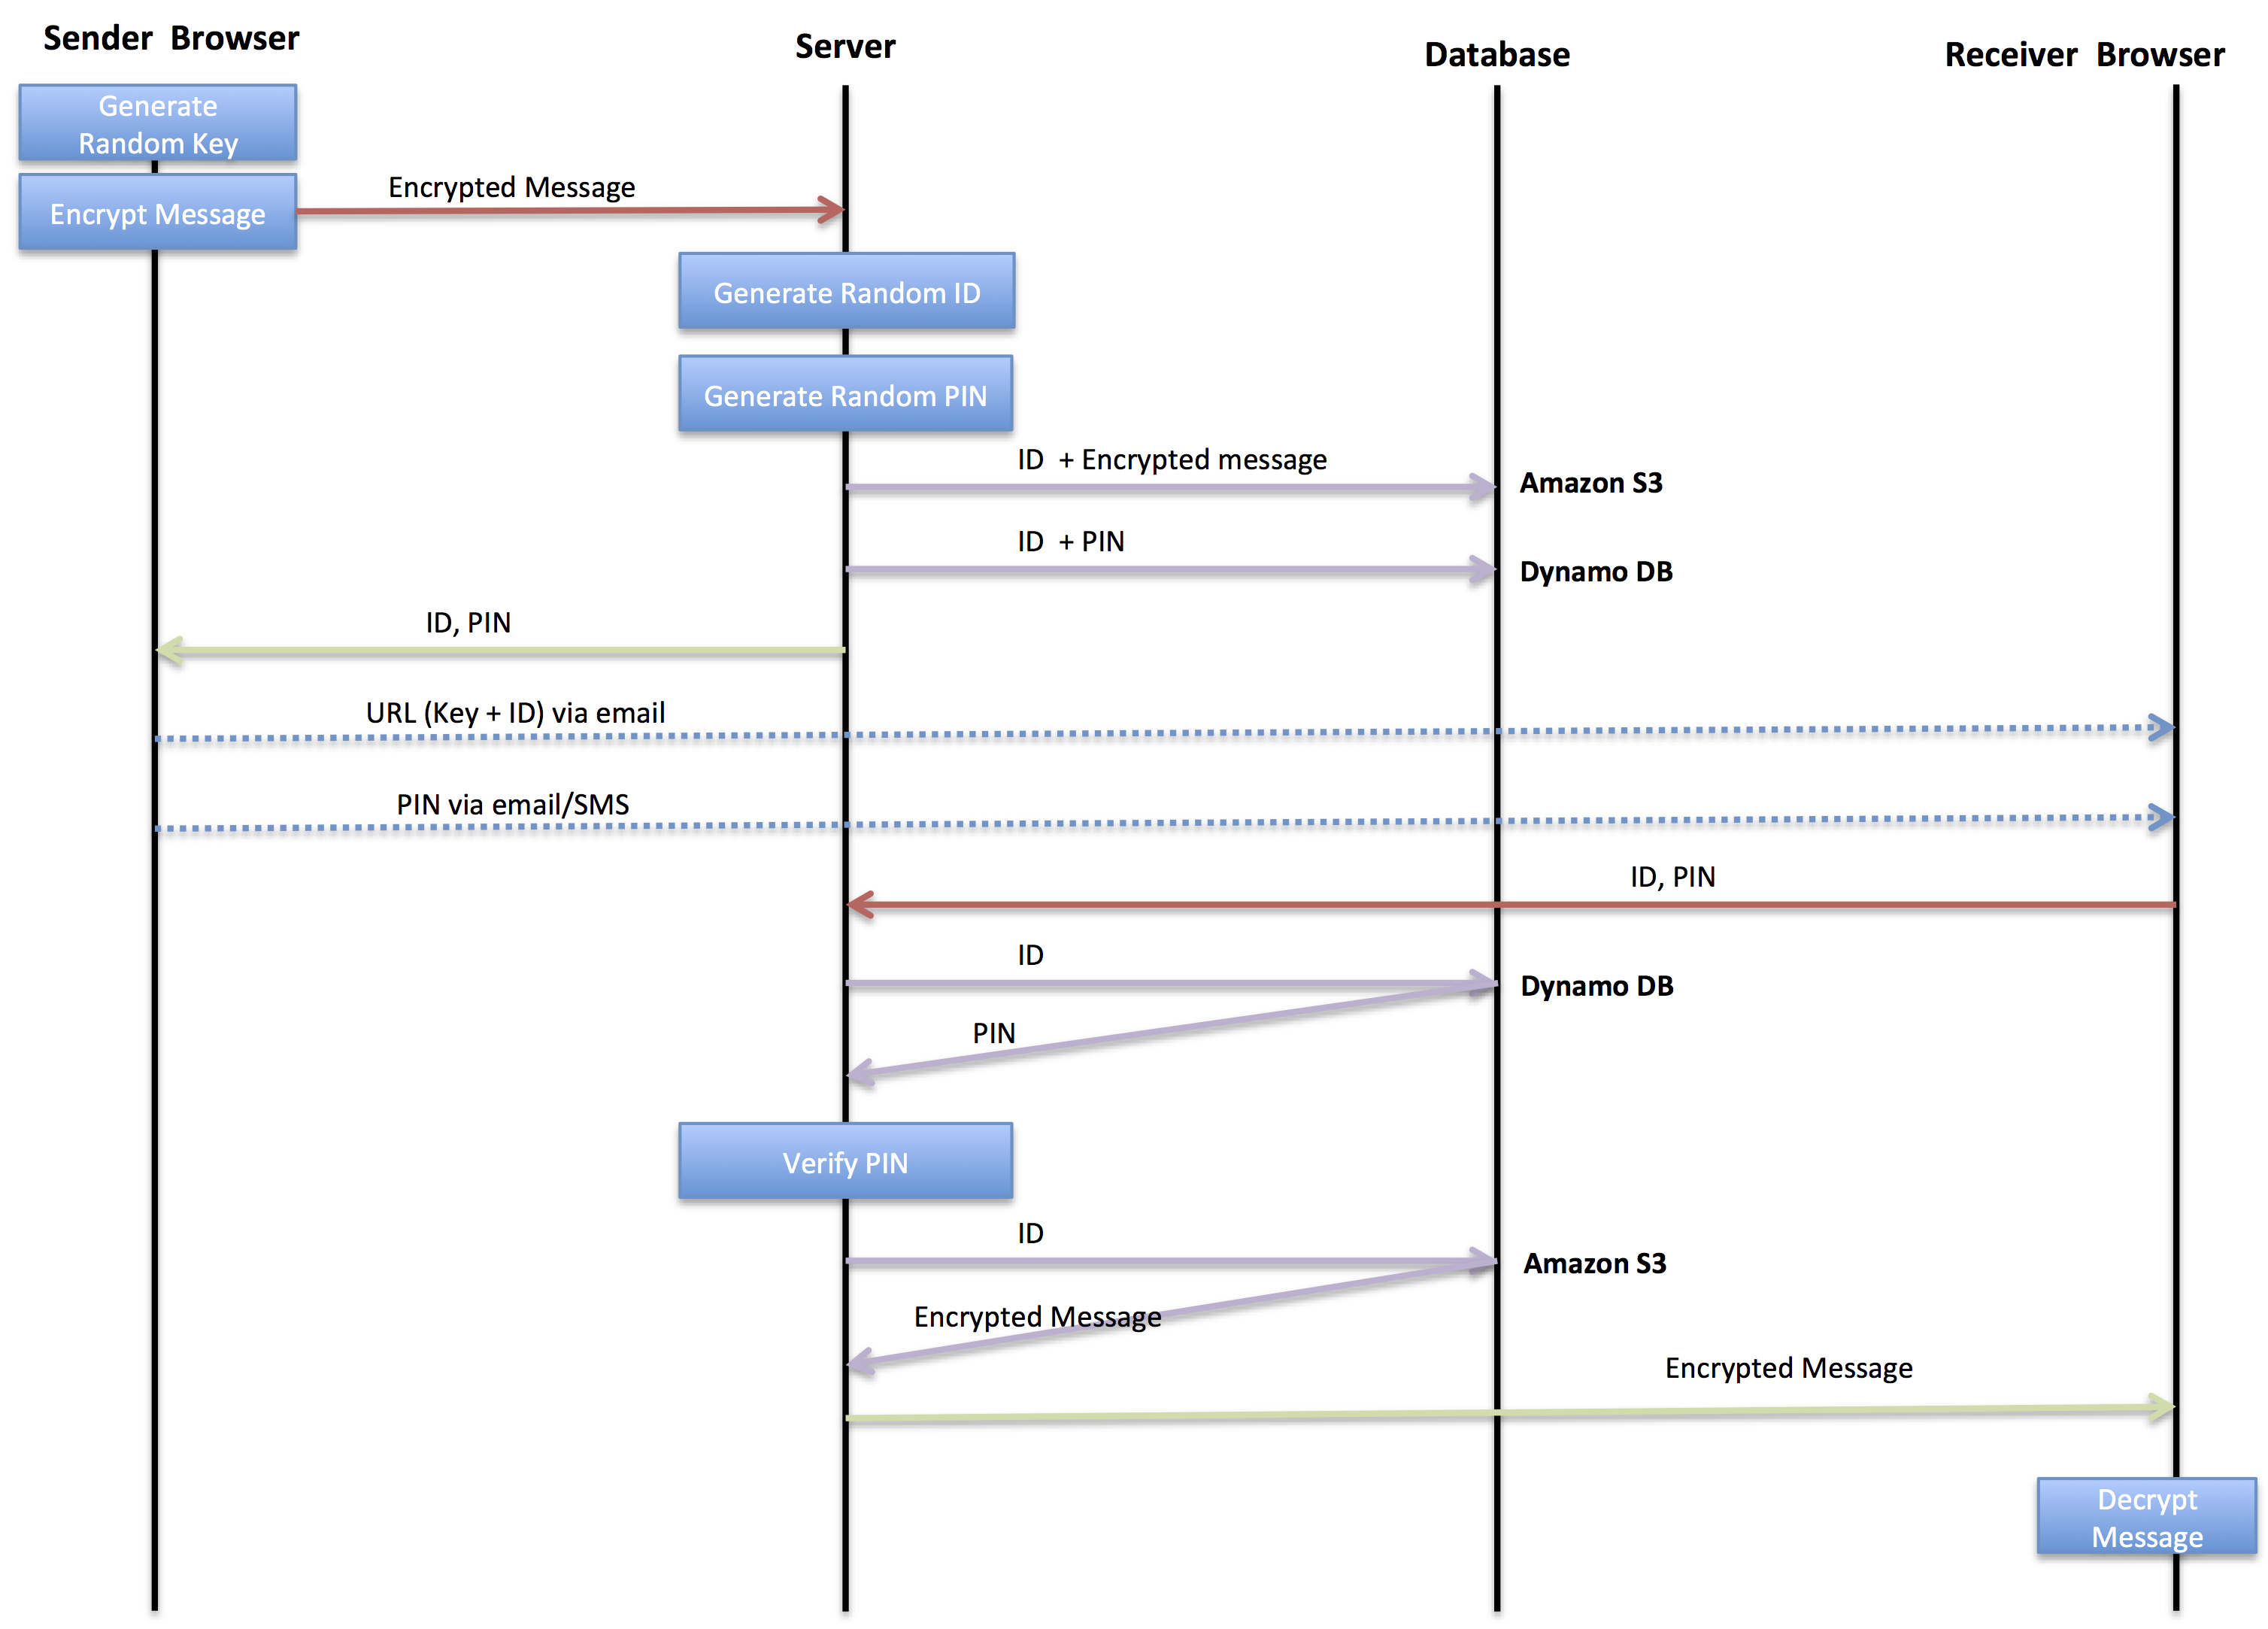 Sender Browser
Server
Database
Receiver Browser
Generate
Random Key
Encrypt Message
Encrypted Message
Generate Random ID
Generate Random PIN
ID + Encrypted message
Amazon S3
ID + PIN
Dynamo DB
ID, PIN
URL (Key + ID) via email
PIN via email/SMS
ID, PIN
ID
Dynamo DB
PIN
Verify PIN
ID
Amazon S3
Encrypted Message
Encrypted Message
Decrypt
Message